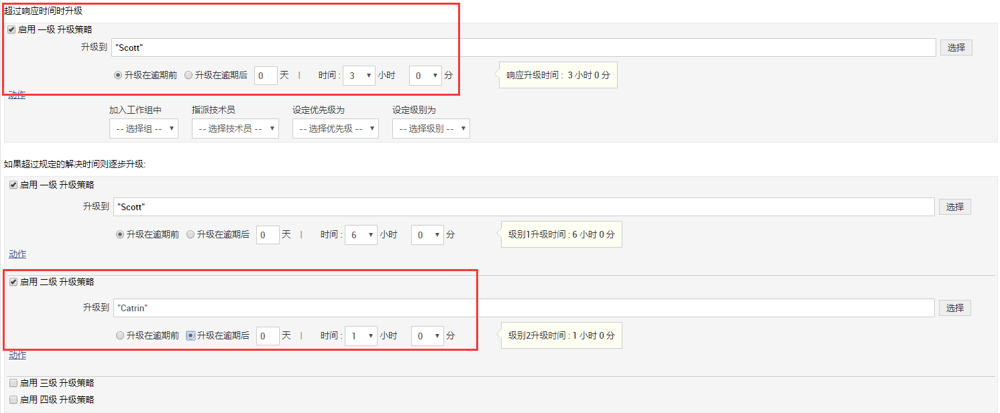 超过响应时间时升级
启用 一级 升级策略
升级到 "Scott" 选择
升级在逾期前 升级在逾期后 0 天 | 时间 : 3 小时 0 分 响应升级时间 : 3 小时 0 分
动作
加入工作组中 指派技术员 设定优先级为 设定级别为
-- 选择组 -- -- 选择技术员 -- -- 选择优先级 -- -- 选择级别 --
如果超过规定的解决时间则逐步升级:
启用 一级 升级策略
升级到 "Scott" 选择
升级在逾期前 升级在逾期后 0 天 | 时间 : 6 小时 0 分 级别1升级时间 : 6 小时 0 分
动作
启用 二级 升级策略
升级到 "Catrin" 选择
升级在逾期前 升级在逾期后 0 天 | 时间 : 1 小时 0 分 级别2升级时间 : 1 小时 0 分
动作
启用 三级 升级策略
启用 四级 升级策略